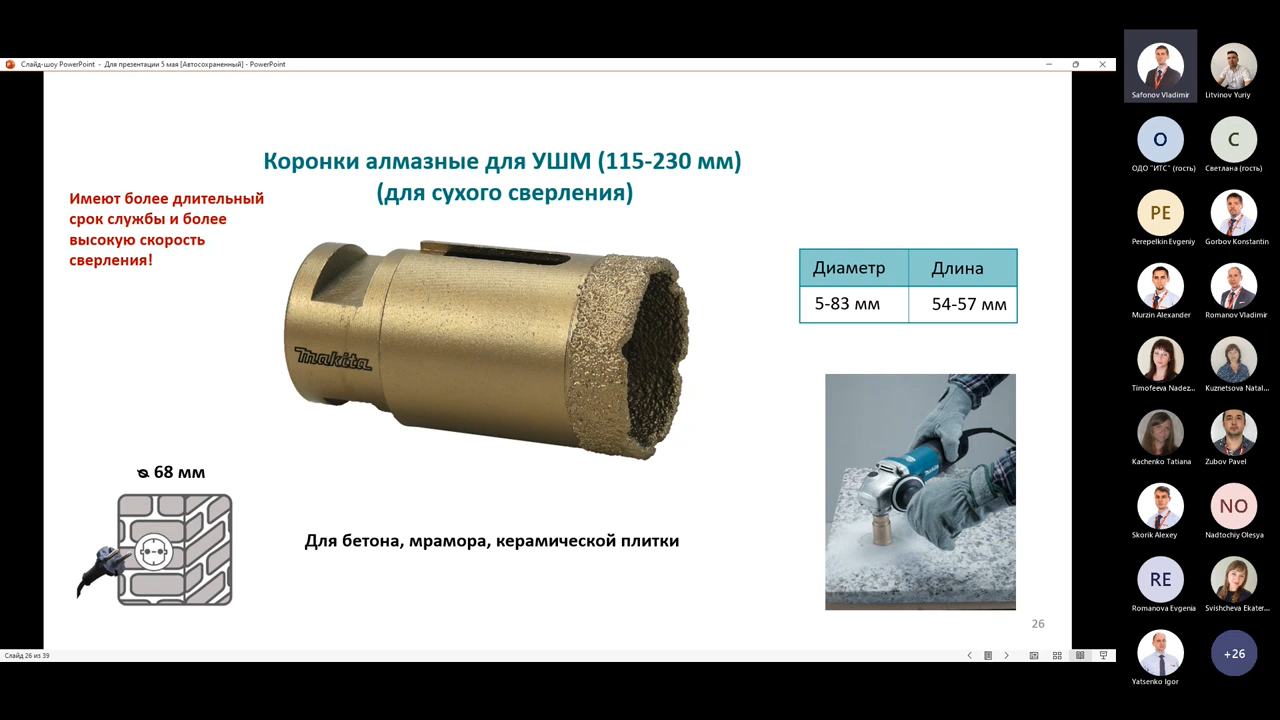 Слайд-шоу PowerPoint - Для презентации 5 мая [Автосохраненный] - PowerPoint
Коронки алмазные для УШМ (115-230 мм)
(для сухого сверления)
Имеют более длительный
срок службы и более
высокую скорость
сверления!
Makita
Диаметр Длина
5-83 мм 54-57 мм
⌀ 68 мм
Для бетона, мрамора, керамической плитки
26
Слайд 26 из 39
Safonov Vladimir
Litvinov Yuriy
O
C
ОДО "ИТС" (гость)
Светлана (гость)
PE
Perepelkin Evgeniy
Gorbov Konstantin
Murzin Alexander
Romanov Vladimir
Timofeeva Nadez...
Kuznetsova Natal...
Kachenko Tatiana
Zubov Pavel
NO
Skorik Alexey
Nadtochiy Olesya
RE
Romanova Evgenia
Svishcheva Ekater...
+26
Yatsenko Igor